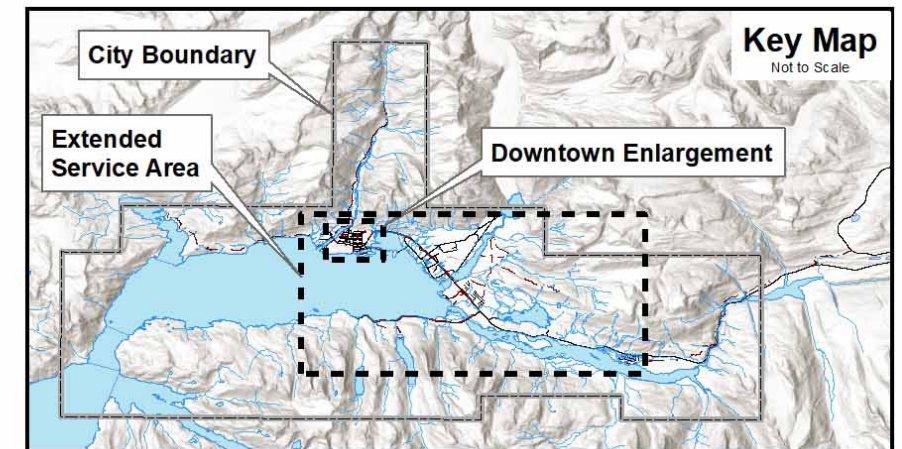 Key Map
Not to Scale
City Boundary
Extended
Service Area
Downtown Enlargement